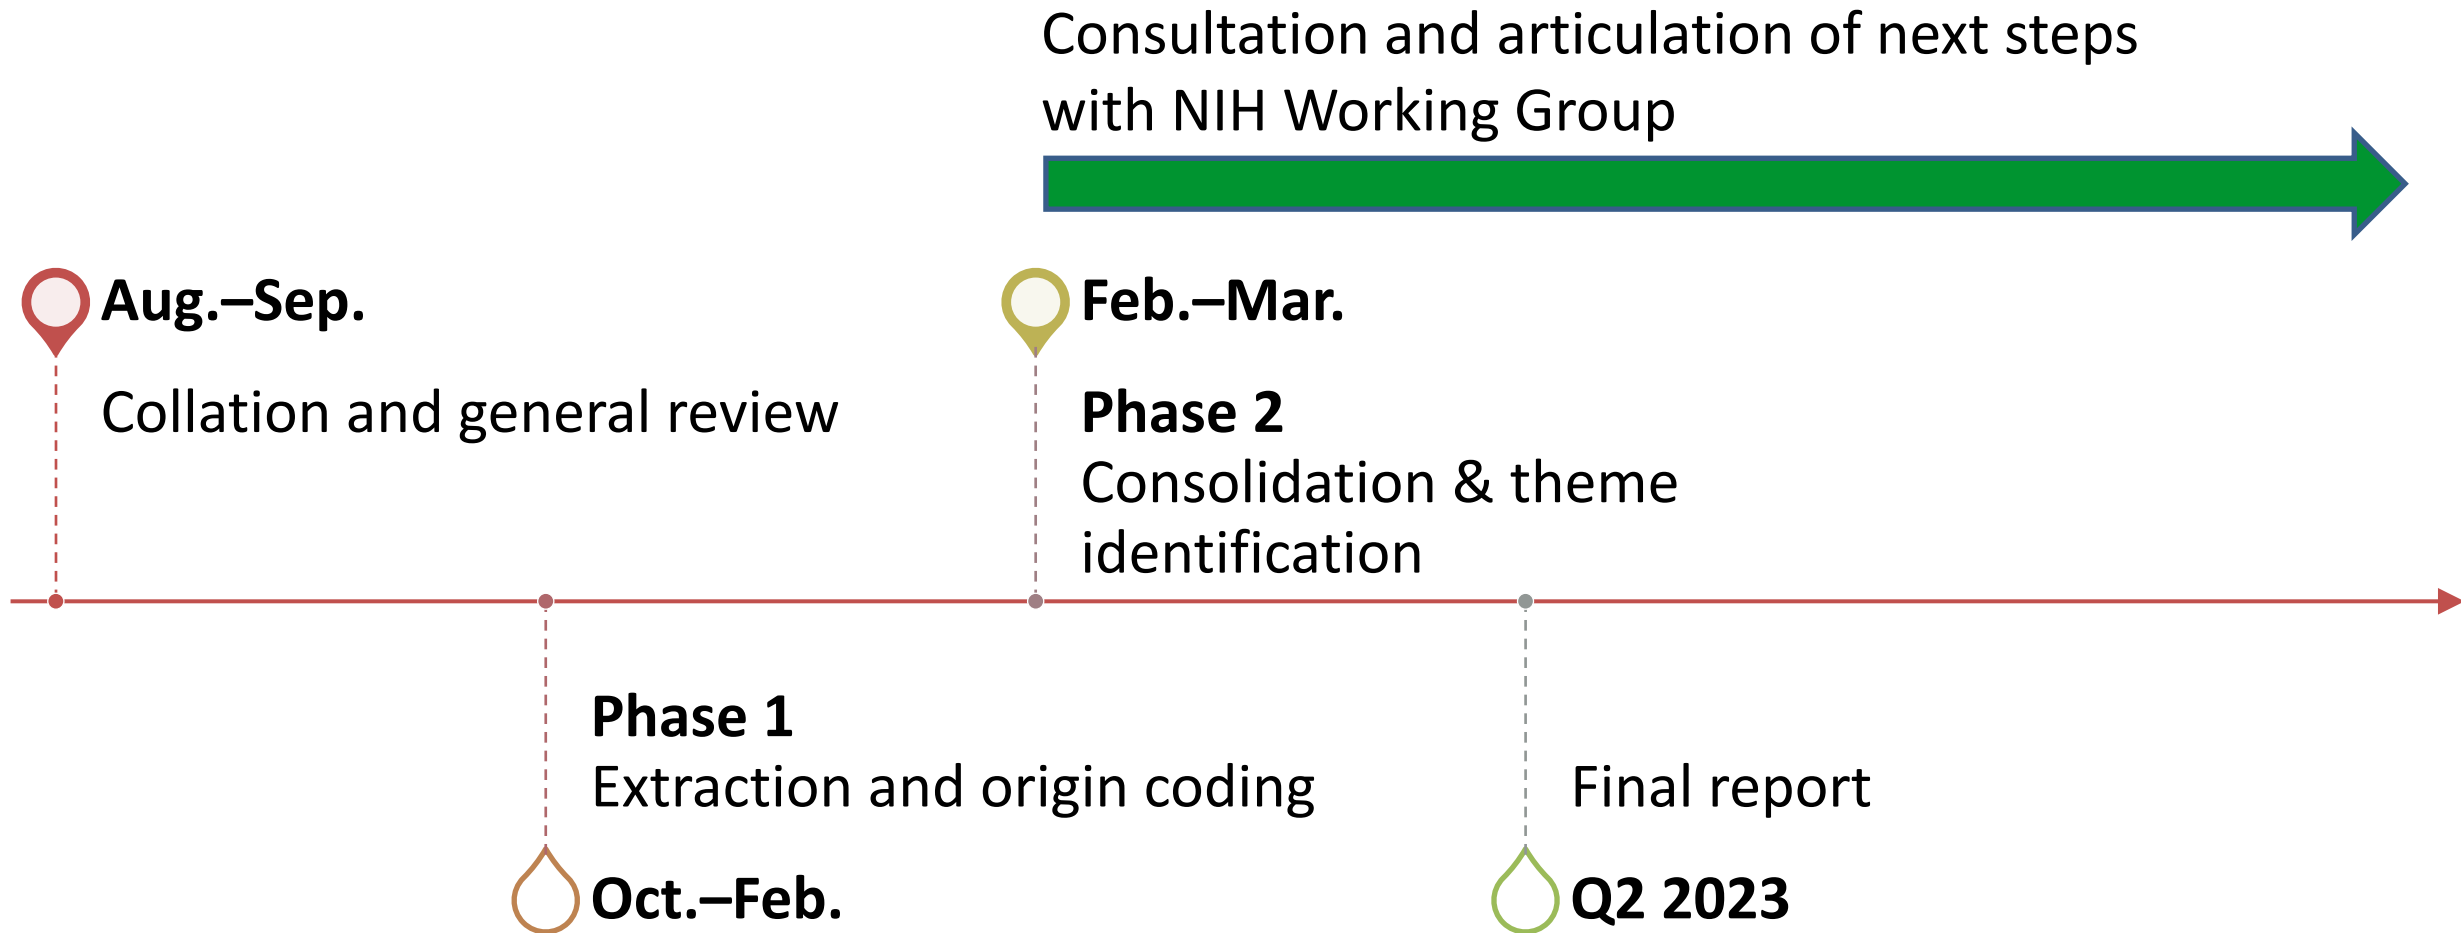 Consultation and articulation of next steps
with NIH Working Group
Aug.–Sep.
Collation and general review
Feb.–Mar.
Phase 2
Consolidation & theme
identification
Phase 1
Extraction and origin coding
Oct.–Feb.
Final report
Q2 2023